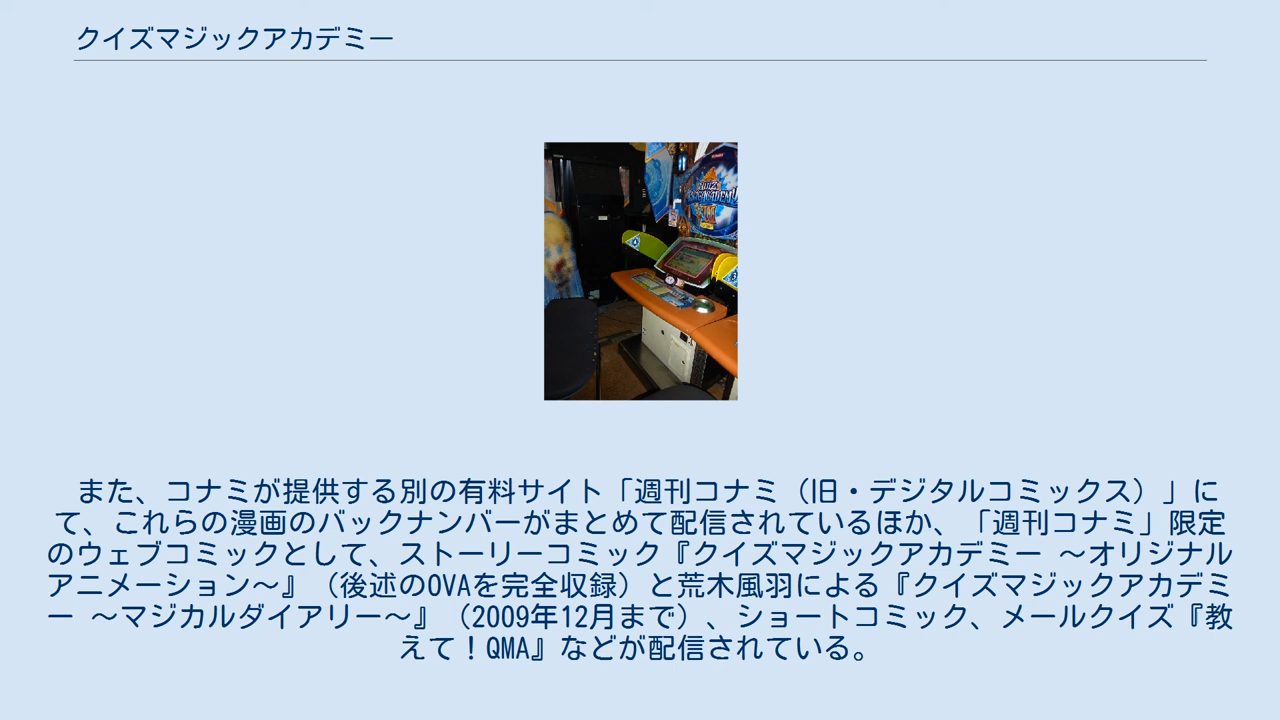 クイズマジックアカデミー
また、コナミが提供する別の有料サイト「週刊コナミ（旧・デジタルコミックス）」に
て、これらの漫画のバックナンバーがまとめて配信されているほか、「週刊コナミ」限定
のウェブコミックとして、ストーリーコミック『クイズマジックアカデミー ～オリジナル
アニメーション～』（後述のOVAを完全収録）と荒木風羽による『クイズマジックアカデミ
ー ～マジカルダイアリー～』（2009年12月まで）、ショートコミック、メールクイズ『教
えて！QMA』などが配信されている。